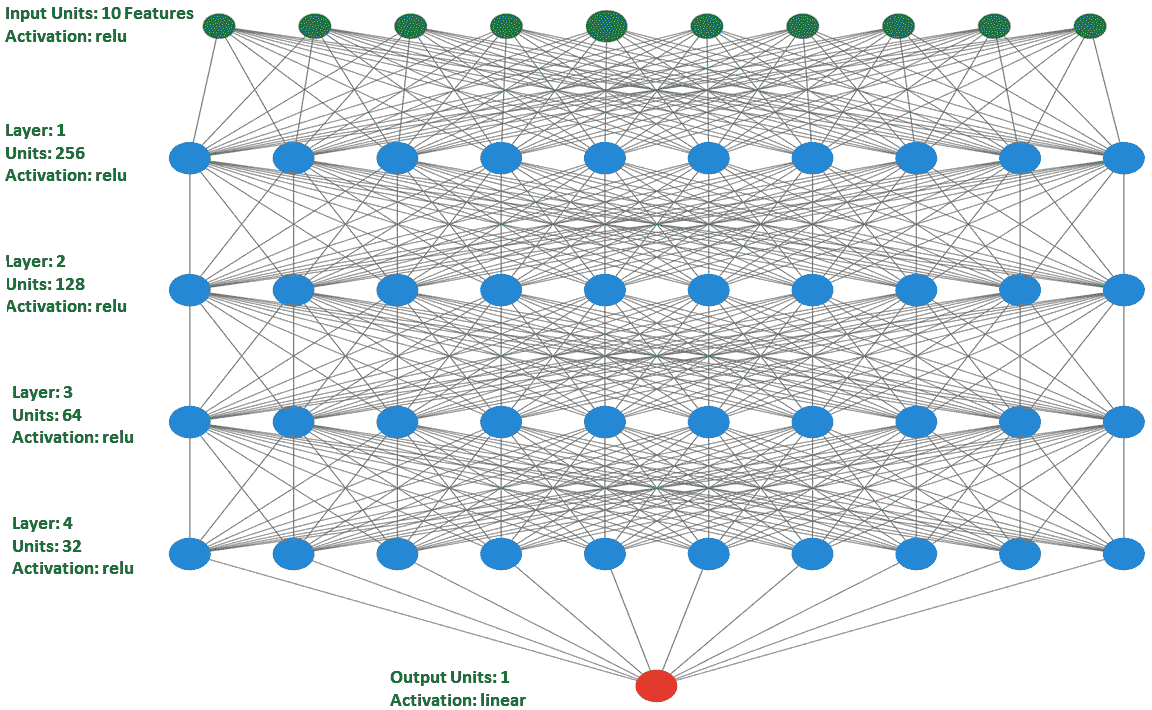 Input Units: 10 Features
Activation: relu
Layer: 1
Units: 256
Activation: relu
Layer: 2
Units: 128
Activation: relu
Layer: 3
Units: 64
Activation: relu
Layer: 4
Units: 32
Activation: relu
Output Units: 1
Activation: linear